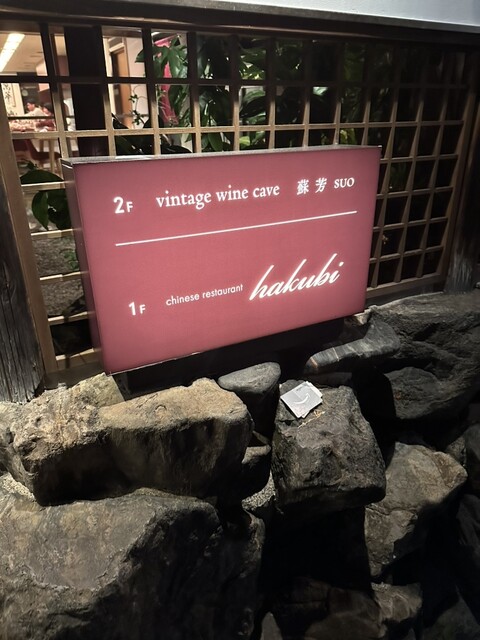 2F vintage wine cave 蘇芳 SUO
1F chinese restaurant hakubi